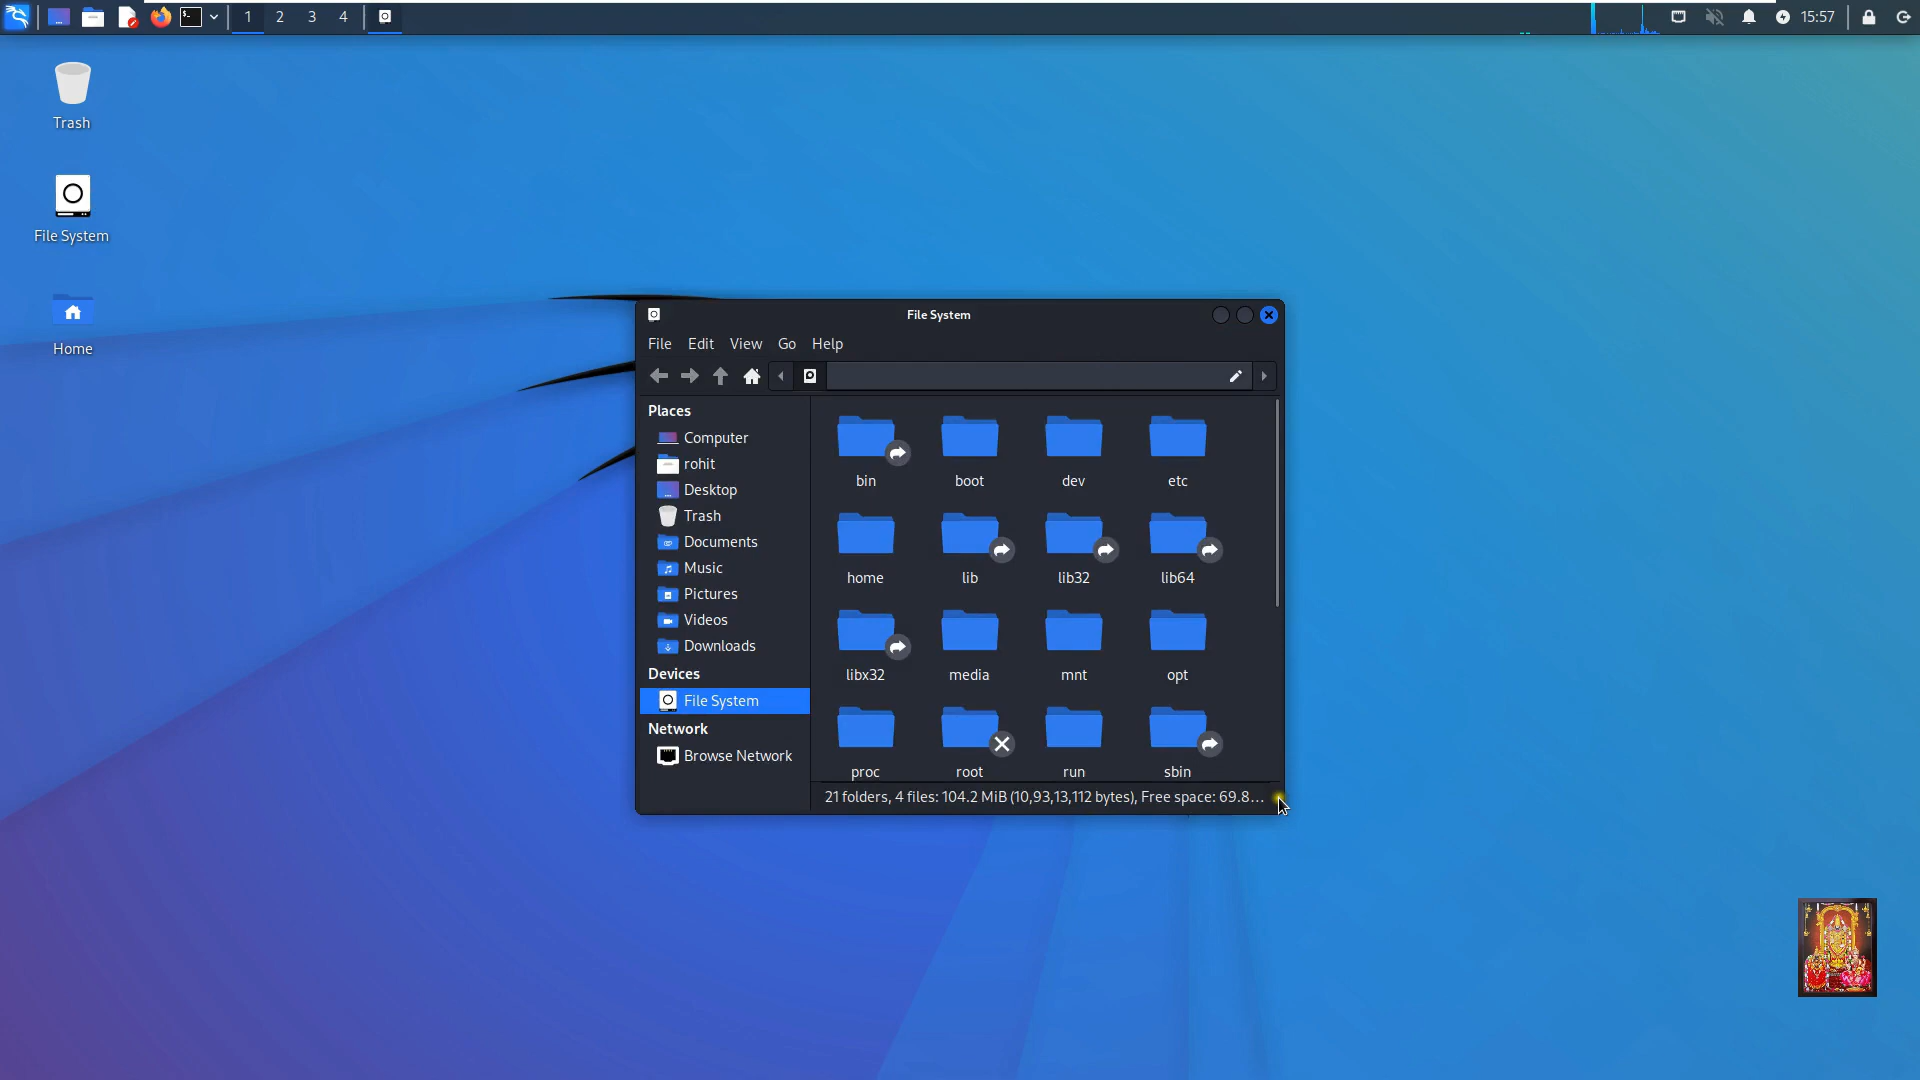 1 2 3 4
15:57
Trash
File System
Home
File System
File Edit View Go Help
Places
Computer
rohit
Desktop
Trash
Documents
Music
Pictures
Videos
Downloads
Devices
File System
Network
Browse Network
bin boot dev etc
home lib lib32 lib64
libx32 media mnt opt
proc root run sbin
21 folders, 4 files: 104.2 MiB (10,93,13,112 bytes), Free space: 69.8...